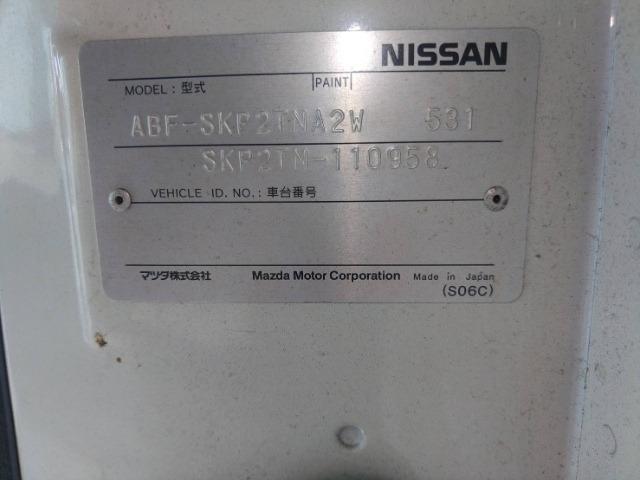 NISSAN
MODEL：型式 PAINT
ABF-SKP2TNA2W 531
SKP2TN-110958
VEHICLE ID. NO.：車台番号
マツダ株式会社 Mazda Motor Corporation Made in Japan
(S06C)